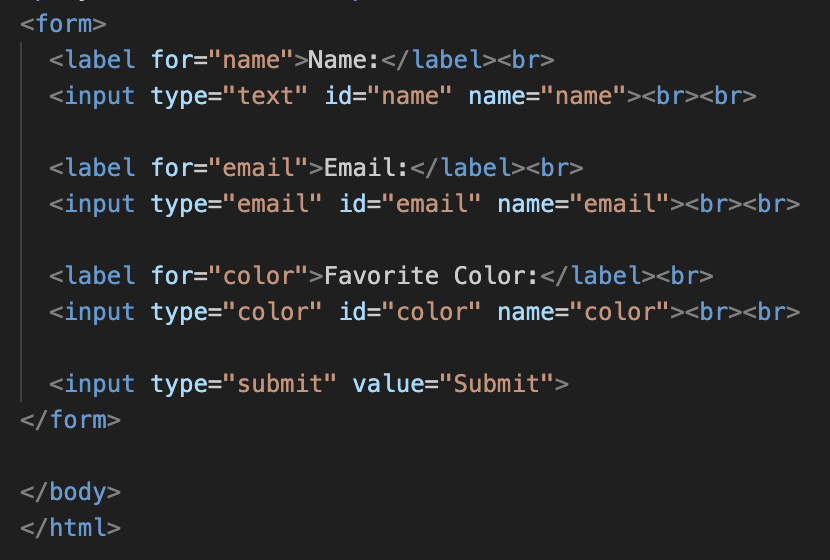 <form>
<label for="name">Name:</label><br>
<input type="text" id="name" name="name"><br><br>
<label for="email">Email:</label><br>
<input type="email" id="email" name="email"><br><br>
<label for="color">Favorite Color:</label><br>
<input type="color" id="color" name="color"><br><br>
<input type="submit" value="Submit">
</form>
</body>
</html>